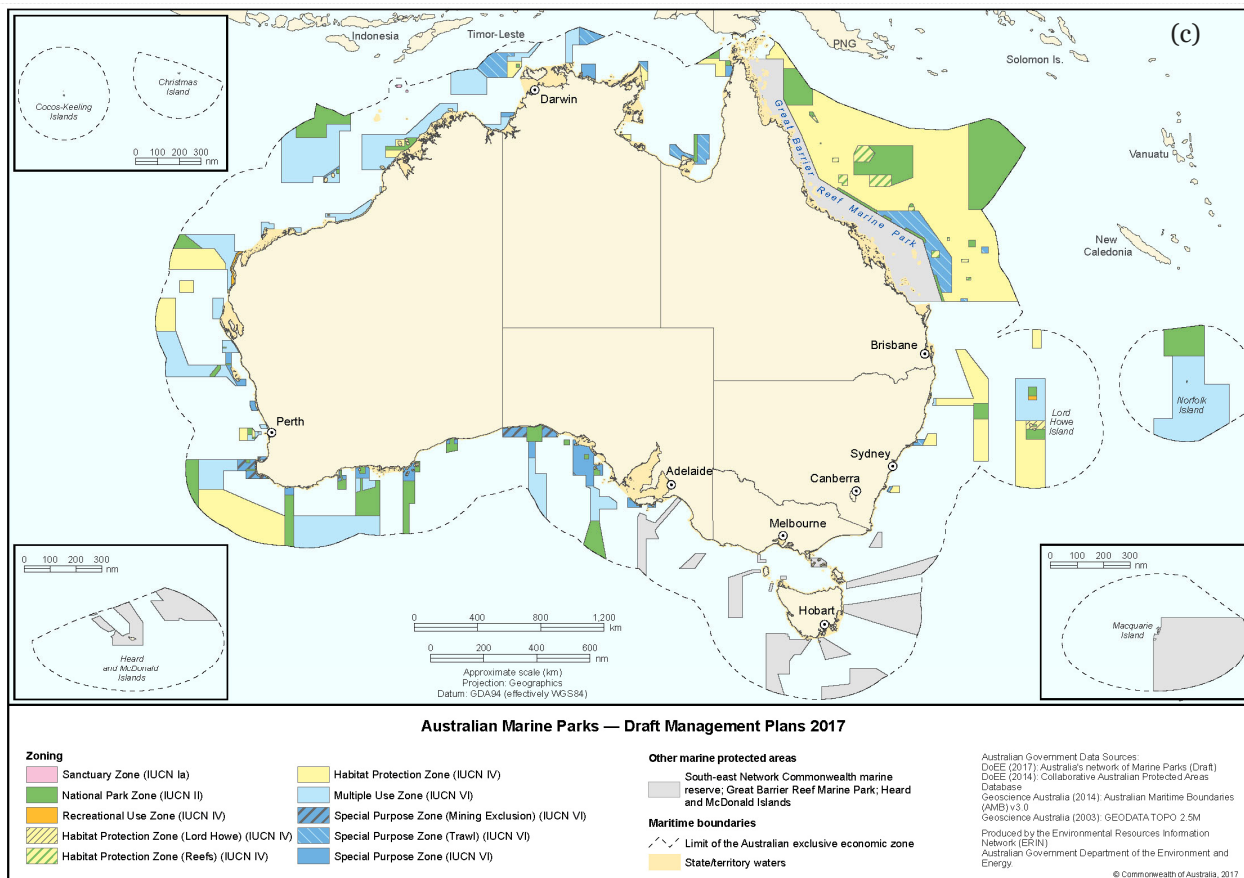 (c)
Indonesia
Timor-Leste
PNG
Solomon Is.
Cocos-Keeling
Islands
Christmas
Island
0 100 200 300
nm
Darwin
Great Barrier Reef Marine Park
Vanuatu
New
Caledonia
Brisbane
Norfolk
Island
Lord
Howe
Island
Perth
Sydney
Adelaide
Canberra
Melbourne
Hobart
0 100 200 300
nm
Heard
and McDonald
Islands
0 400 800 1,200
km
0 200 400 600
nm
Approximate scale (km)
Projection: Geographics
Datum: GDA94 (effectively WGS84)
0 100 200 300
nm
Macquarie
Island
Australian Marine Parks — Draft Management Plans 2017
Zoning
Sanctuary Zone (IUCN Ia)
National Park Zone (IUCN II)
Recreational Use Zone (IUCN IV)
Habitat Protection Zone (Lord Howe) (IUCN IV)
Habitat Protection Zone (Reefs) (IUCN IV)
Habitat Protection Zone (IUCN IV)
Multiple Use Zone (IUCN VI)
Special Purpose Zone (Mining Exclusion) (IUCN VI)
Special Purpose Zone (Trawl) (IUCN VI)
Special Purpose Zone (IUCN VI)
Other marine protected areas
South-east Network Commonwealth marine
reserve; Great Barrier Reef Marine Park; Heard
and McDonald Islands
Maritime boundaries
Limit of the Australian exclusive economic zone
State/territory waters
Australian Government Data Sources:
DoEE (2017): Australia's network of Marine Parks (Draft)
DoEE (2014): Collaborative Australian Protected Areas
Database
Geoscience Australia (2014): Australian Maritime Boundaries
(AMB) v3.0
Geoscience Australia (2003): GEODATA TOPO 2.5M
Produced by the Environmental Resources Information
Network (ERIN)
Australian Government Department of the Environment and
Energy.
© Commonwealth of Australia, 2017